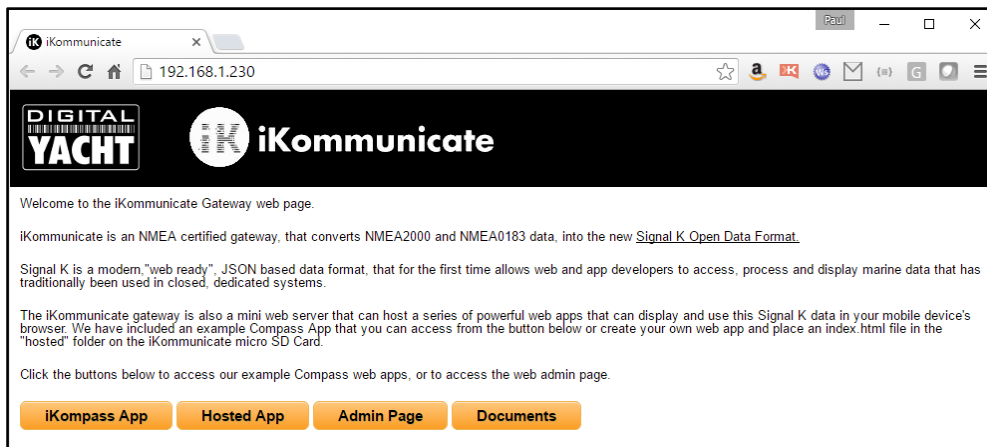 Paul
iKommunicate
192.168.1.230
DIGITAL
YACHT
iK iKommunicate
Welcome to the iKommunicate Gateway web page.
iKommunicate is an NMEA certified gateway, that converts NMEA2000 and NMEA0183 data, into the new Signal K Open Data Format.
Signal K is a modern,"web ready", JSON based data format, that for the first time allows web and app developers to access, process and display marine data that has
traditionally been used in closed, dedicated systems.
The iKommunicate gateway is also a mini web server that can host a series of powerful web apps that can display and use this Signal K data in your mobile device's
browser. We have included an example Compass App that you can access from the button below or create your own web app and place an index.html file in the
"hosted" folder on the iKommunicate micro SD Card.
Click the buttons below to access our example Compass web apps, or to access the web admin page.
iKompass App Hosted App Admin Page Documents